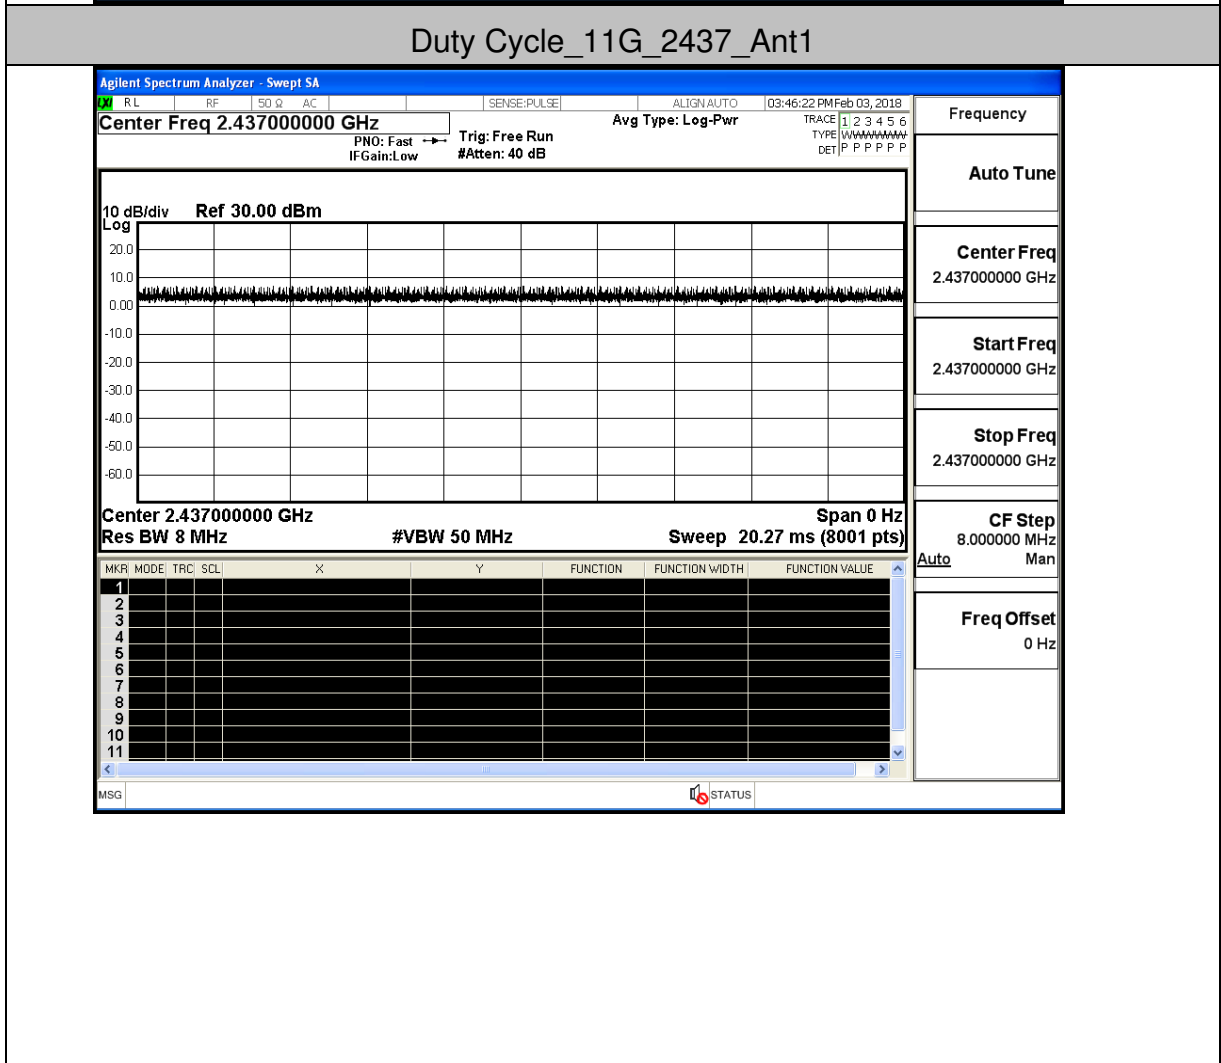 Duty Cycle_11G_2437_Ant1
Agilent Spectrum Analyzer - Swept SA
LXI RL RF 50 Ω AC SENSE:PULSE ALIGN AUTO 03:46:22 PM Feb 03, 2018
Center Freq 2.437000000 GHz
PNO: Fast
IFGain:Low
Trig: Free Run
#Atten: 40 dB
Avg Type: Log-Pwr
TRACE 1 2 3 4 5 6
TYPE WWWWWW
DET P P P P P P
10 dB/div Ref 30.00 dBm
Log
20.0
10.0
0.00
-10.0
-20.0
-30.0
-40.0
-50.0
-60.0
Center 2.437000000 GHz Span 0 Hz
Res BW 8 MHz #VBW 50 MHz Sweep 20.27 ms (8001 pts)
MKR MODE TRC SCL X Y FUNCTION FUNCTION WIDTH FUNCTION VALUE
1
2
3
4
5
6
7
8
9
10
11
MSG STATUS
Frequency
Auto Tune
Center Freq
2.437000000 GHz
Start Freq
2.437000000 GHz
Stop Freq
2.437000000 GHz
CF Step
8.000000 MHz
Auto Man
Freq Offset
0 Hz